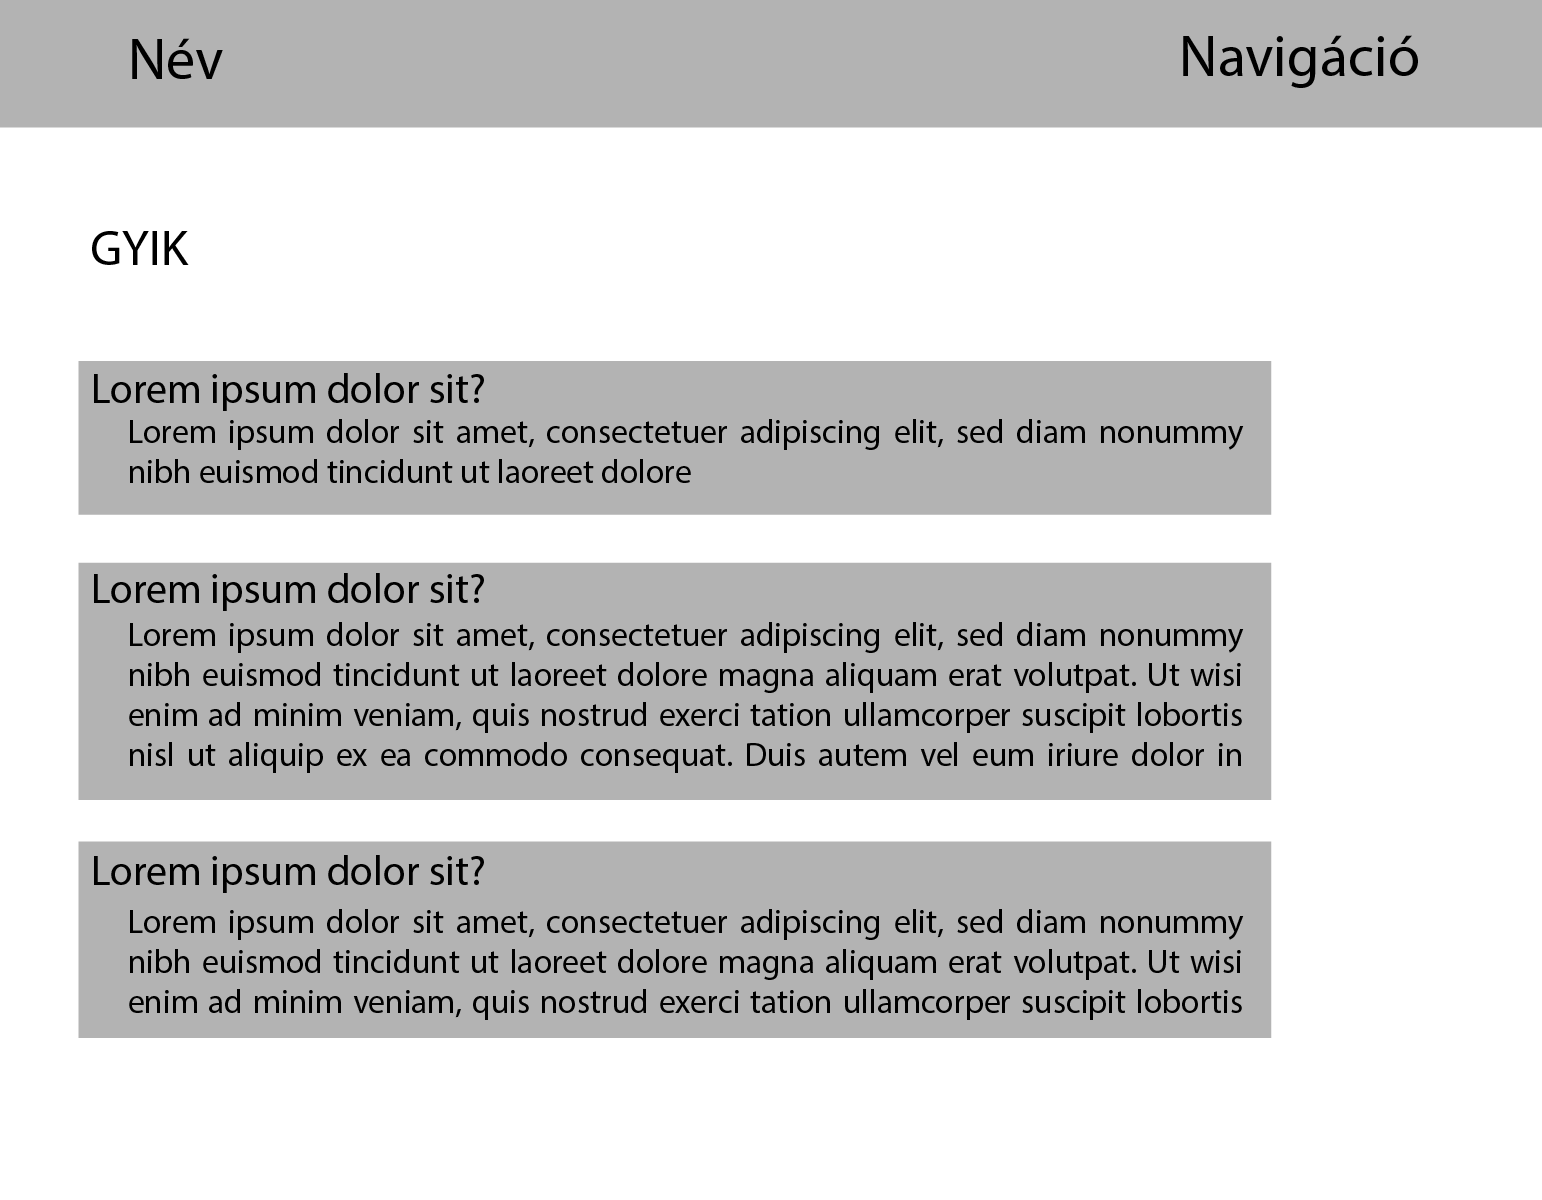 Név
Navigáció
GYIK
Lorem ipsum dolor sit?
Lorem ipsum dolor sit amet, consectetuer adipiscing elit, sed diam nonummy
nibh euismod tincidunt ut laoreet dolore
Lorem ipsum dolor sit?
Lorem ipsum dolor sit amet, consectetuer adipiscing elit, sed diam nonummy
nibh euismod tincidunt ut laoreet dolore magna aliquam erat volutpat. Ut wisi
enim ad minim veniam, quis nostrud exerci tation ullamcorper suscipit lobortis
nisl ut aliquip ex ea commodo consequat. Duis autem vel eum iriure dolor in
Lorem ipsum dolor sit?
Lorem ipsum dolor sit amet, consectetuer adipiscing elit, sed diam nonummy
nibh euismod tincidunt ut laoreet dolore magna aliquam erat volutpat. Ut wisi
enim ad minim veniam, quis nostrud exerci tation ullamcorper suscipit lobortis